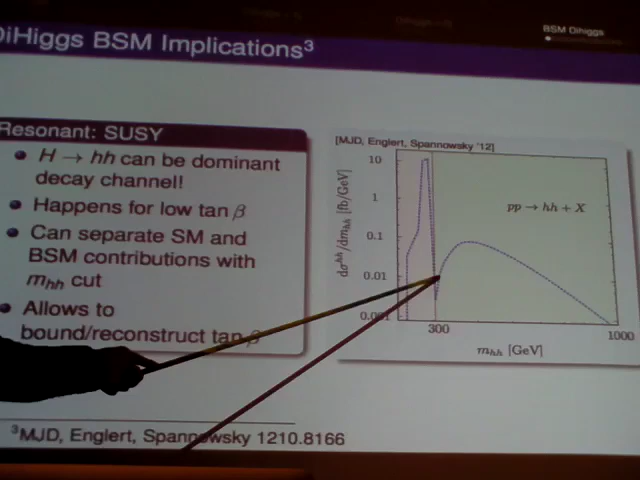 BSM Dihiggs
DiHiggs BSM Implications³
Resonant: SUSY
H → hh can be dominant
decay channel!
Happens for low tan β
Can separate SM and
BSM contributions with
m_hh cut
Allows to
bound/reconstruct tan β
[MJD, Englert, Spannowsky '12]
10
1
0.1
0.01
0.001
dσ^hh/dm_hh [fb/GeV]
pp → hh + X
300
1000
m_hh [GeV]
³MJD, Englert, Spannowsky 1210.8166